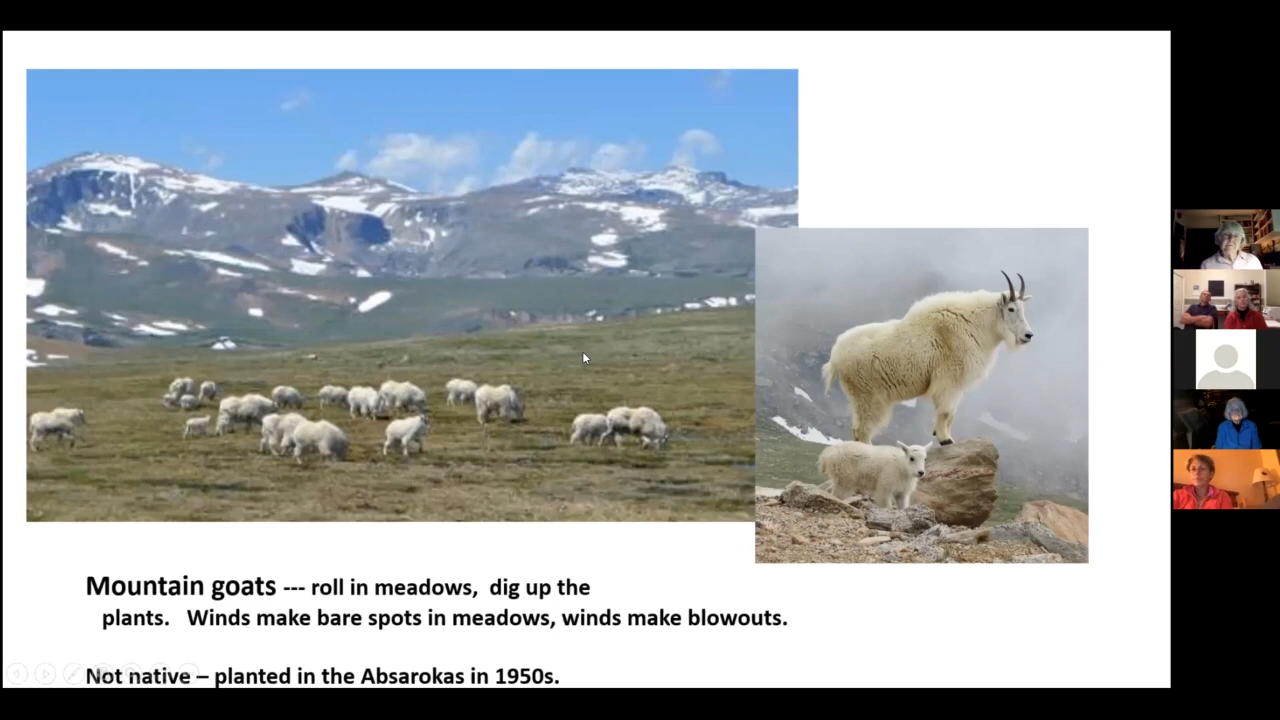 Mountain goats --- roll in meadows, dig up the
plants. Winds make bare spots in meadows, winds make blowouts.
Not native – planted in the Absarokas in 1950s.